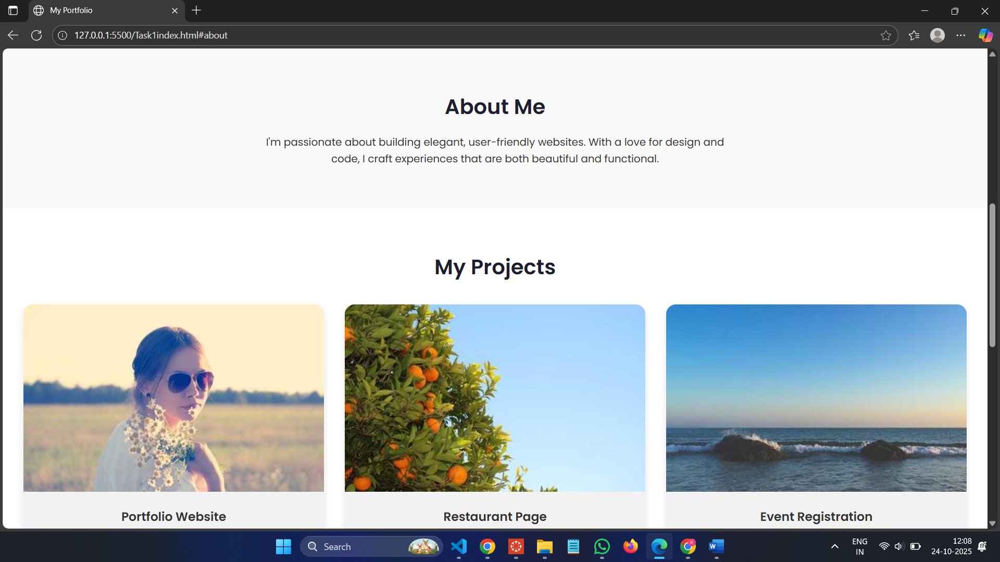 My Portfolio
127.0.0.1:5500/Task1index.html#about
About Me
I'm passionate about building elegant, user-friendly websites. With a love for design and
code, I craft experiences that are both beautiful and functional.
My Projects
Portfolio Website
Restaurant Page
Event Registration
Search
K
W
ENG
IN
12:08
24-10-2025